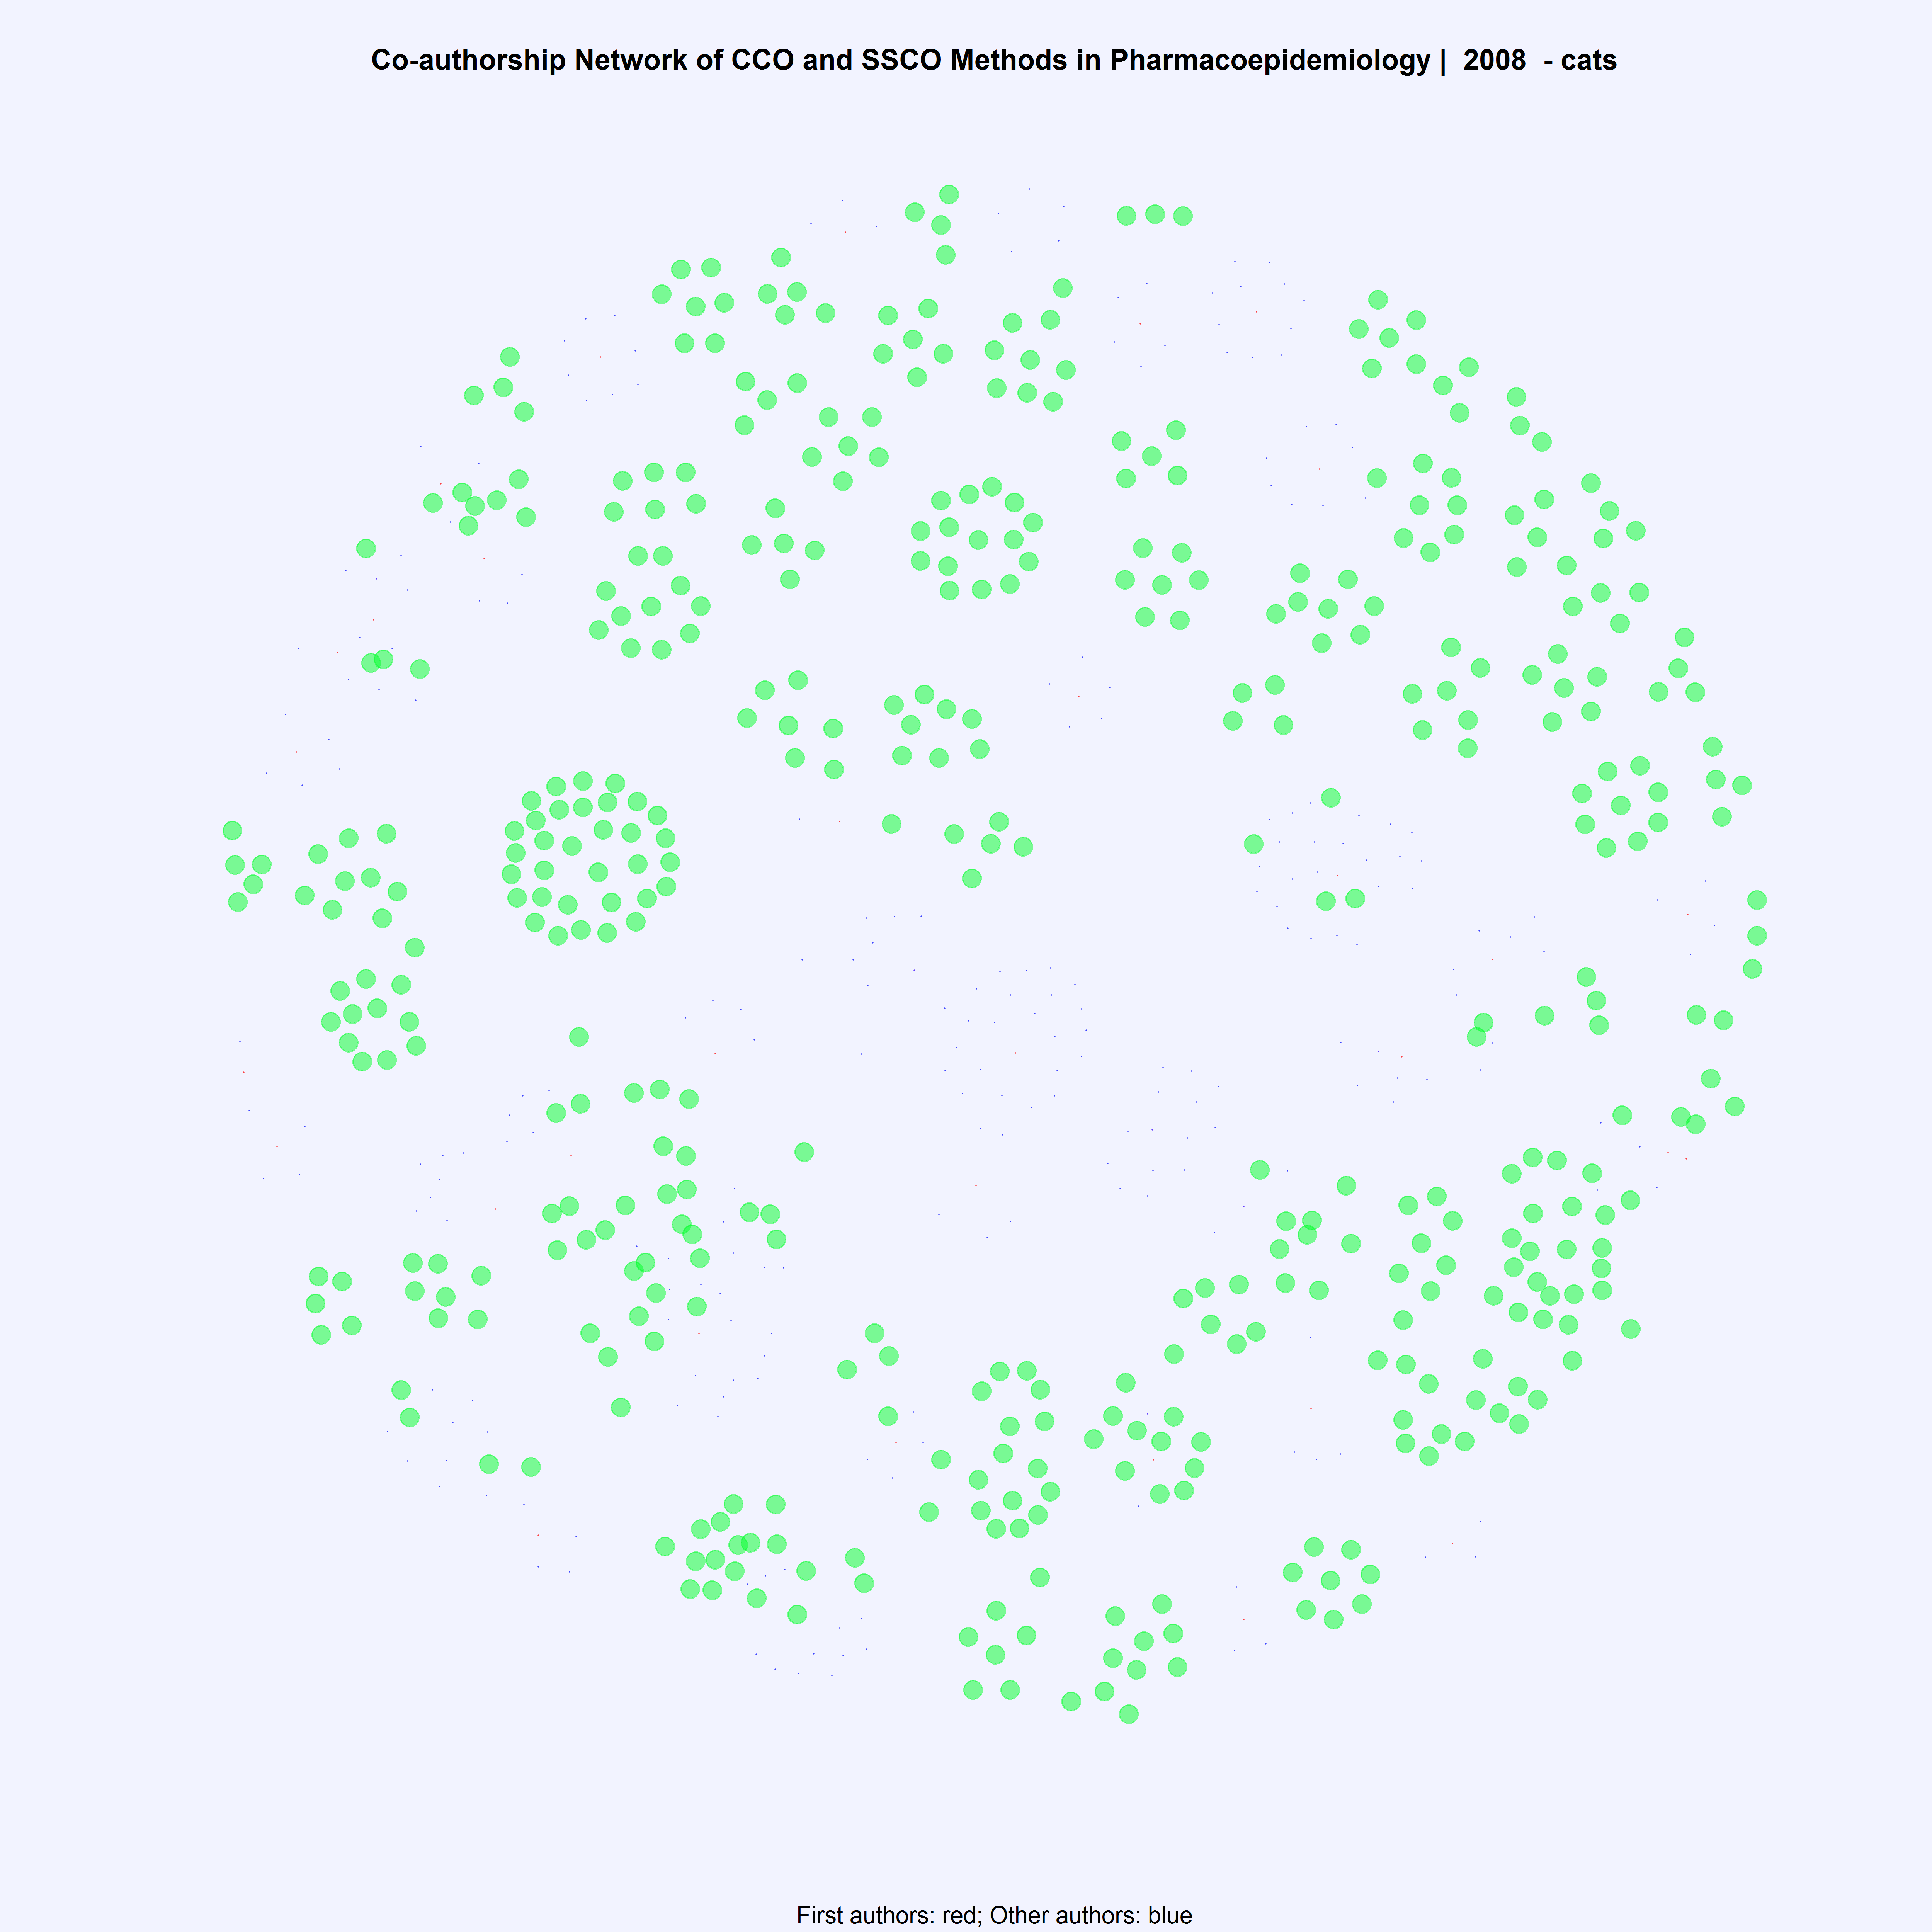 Co-authorship Network of CCO and SSCO Methods in Pharmacoepidemiology | 2008 - cats
First authors: red; Other authors: blue